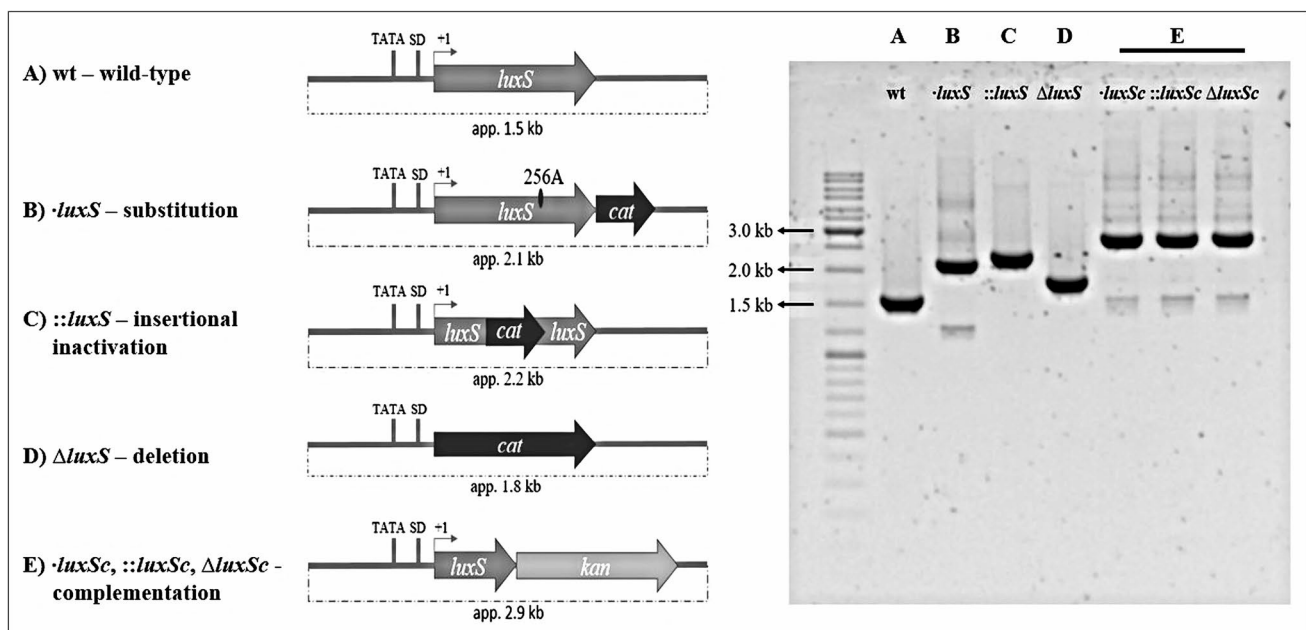 TATA SD +1
A) wt – wild-type
luxS
app. 1.5 kb
TATA SD +1
256A
B) ·luxS – substitution
luxS cat
app. 2.1 kb
TATA SD +1
C) ::luxS – insertional
inactivation
luxS cat luxS
app. 2.2 kb
TATA SD +1
D) ΔluxS – deletion
cat
app. 1.8 kb
TATA SD +1
E) ·luxSc, ::luxSc, ΔluxSc -
complementation
luxS kan
app. 2.9 kb
A B C D E
wt ·luxS ::luxS ΔluxS ·luxSc ::luxSc ΔluxSc
3.0 kb
2.0 kb
1.5 kb